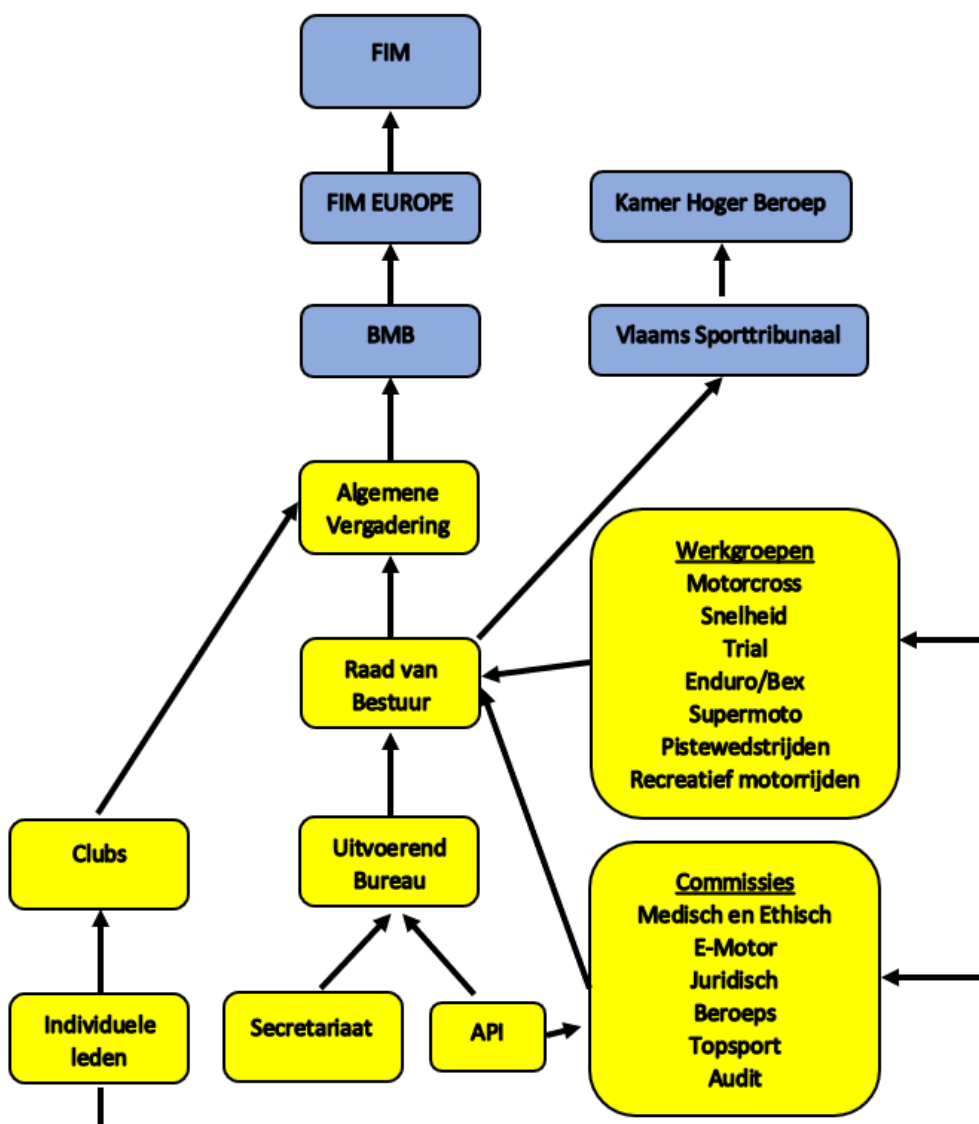 FIM
FIM EUROPE
Kamer Hoger Beroep
BMB
Vlaams Sporttribunaal
Algemene
Vergadering
Werkgroepen
Motorcross
Snelheid
Trial
Enduro/Bex
Supermoto
Pistewedstrijden
Recreatief motorrijden
Raad van
Bestuur
Clubs
Uitvoerend
Bureau
Commissies
Medisch en Ethisch
E-Motor
Juridisch
Beroeps
Topsport
Audit
Individuele
leden
Secretariaat
API